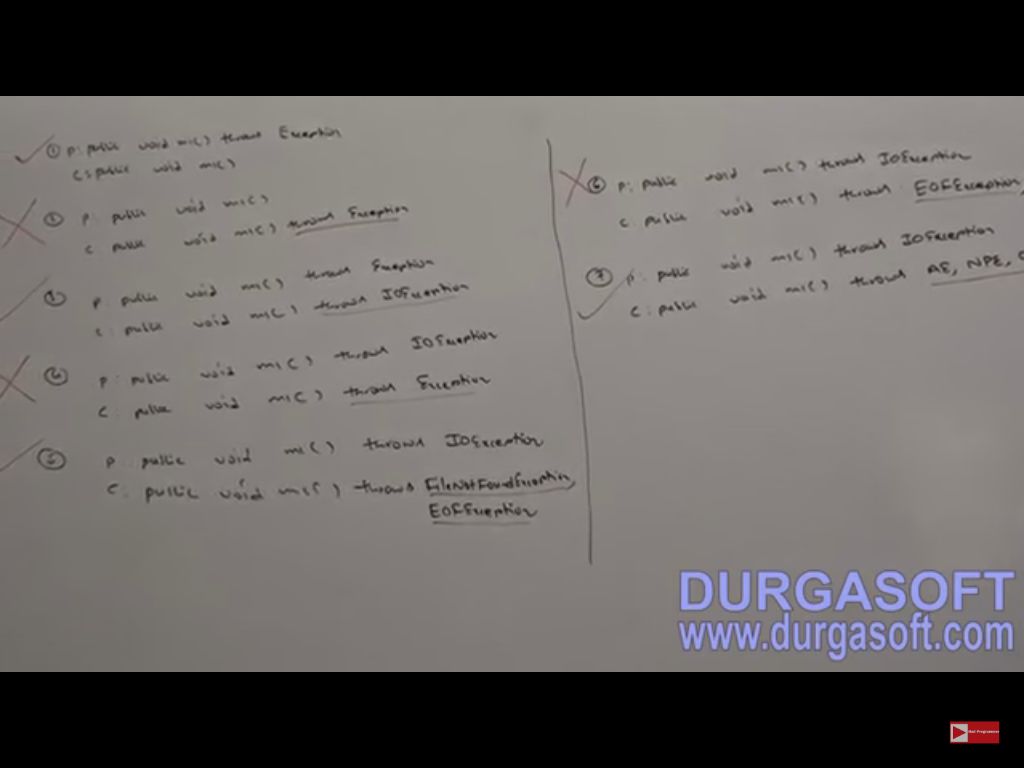 ① P: public void m1() throws Exception
C: public void m1()
② P: public void m1()
C: public void m1() throws Exception
③ P: public void m1() throws Exception
C: public void m1() throws IOException
④ P: public void m1() throws IOException
C: public void m1() throws Exception
⑤ P: public void m1() throws IOException
C: public void m1() throws FileNotFoundException,
EOFException
⑥ P: public void m1() throws IOException
C: public void m1() throws EOFException,
⑦ P: public void m1() throws IOException
C: public void m1() throws AE, NPE, C
DURGASOFT
www.durgasoft.com